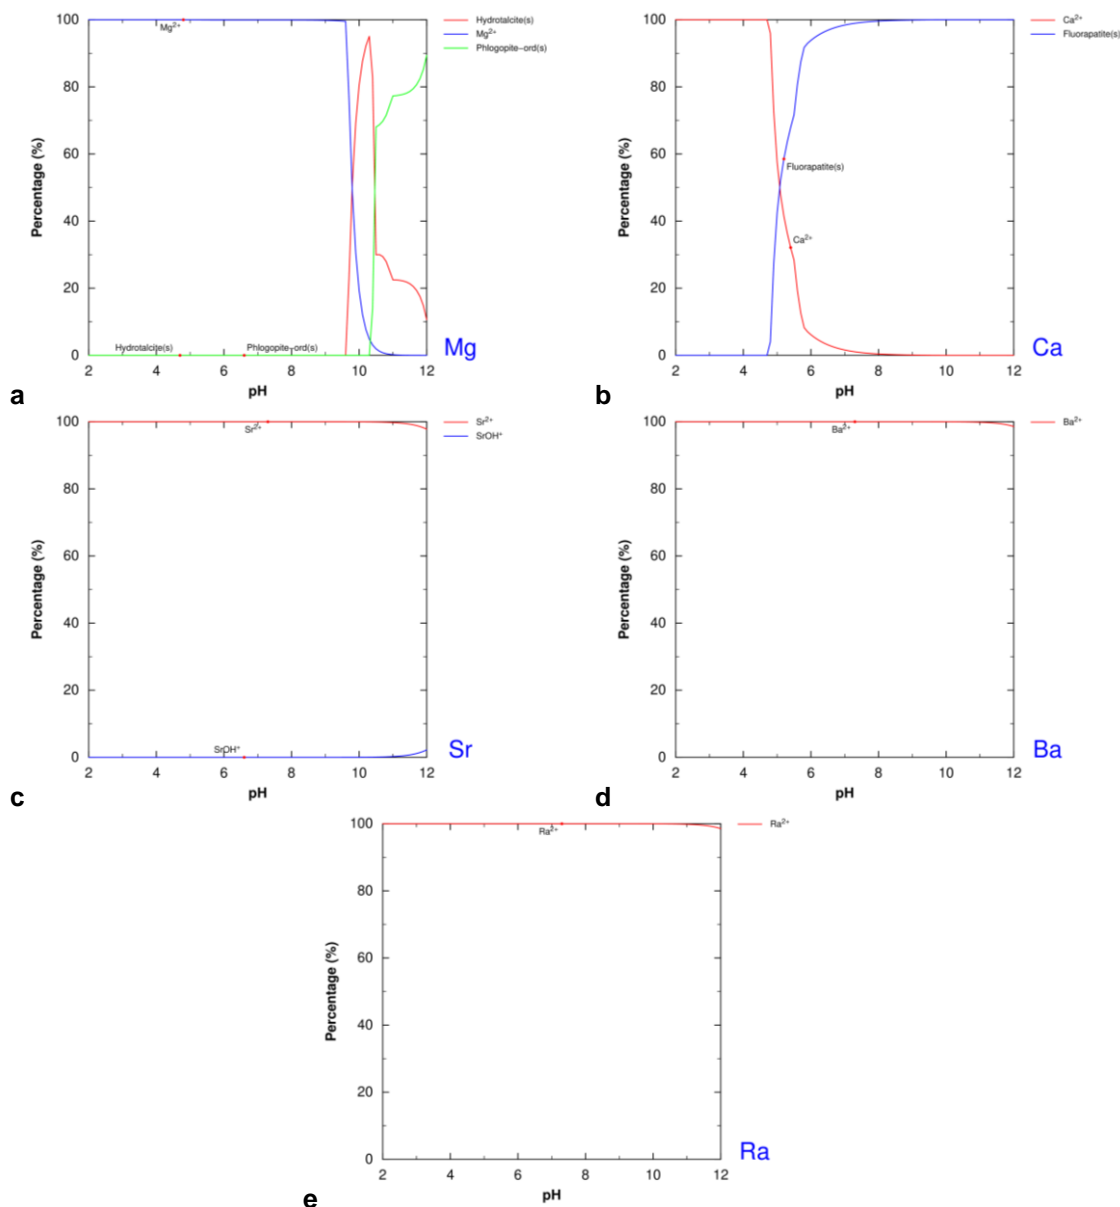 100
80
60
40
20
0
Percentage (%)
Mg²⁺
Hydrotalcite(s)
Phlogopite−ord(s)
2 4 6 8 10 12
pH
Hydrotalcite(s)
Mg²⁺
Phlogopite−ord(s)
Mg
a
100
80
60
40
20
0
Percentage (%)
Fluorapatite(s)
Ca²⁺
2 4 6 8 10 12
pH
Ca²⁺
Fluorapatite(s)
Ca
b
100
80
60
40
20
0
Percentage (%)
Sr²⁺
SrOH⁺
2 4 6 8 10 12
pH
Sr²⁺
SrOH⁺
Sr
c
100
80
60
40
20
0
Percentage (%)
Ba²⁺
2 4 6 8 10 12
pH
Ba²⁺
Ba
d
100
80
60
40
20
0
Percentage (%)
Ra²⁺
2 4 6 8 10 12
pH
Ra²⁺
Ra
e